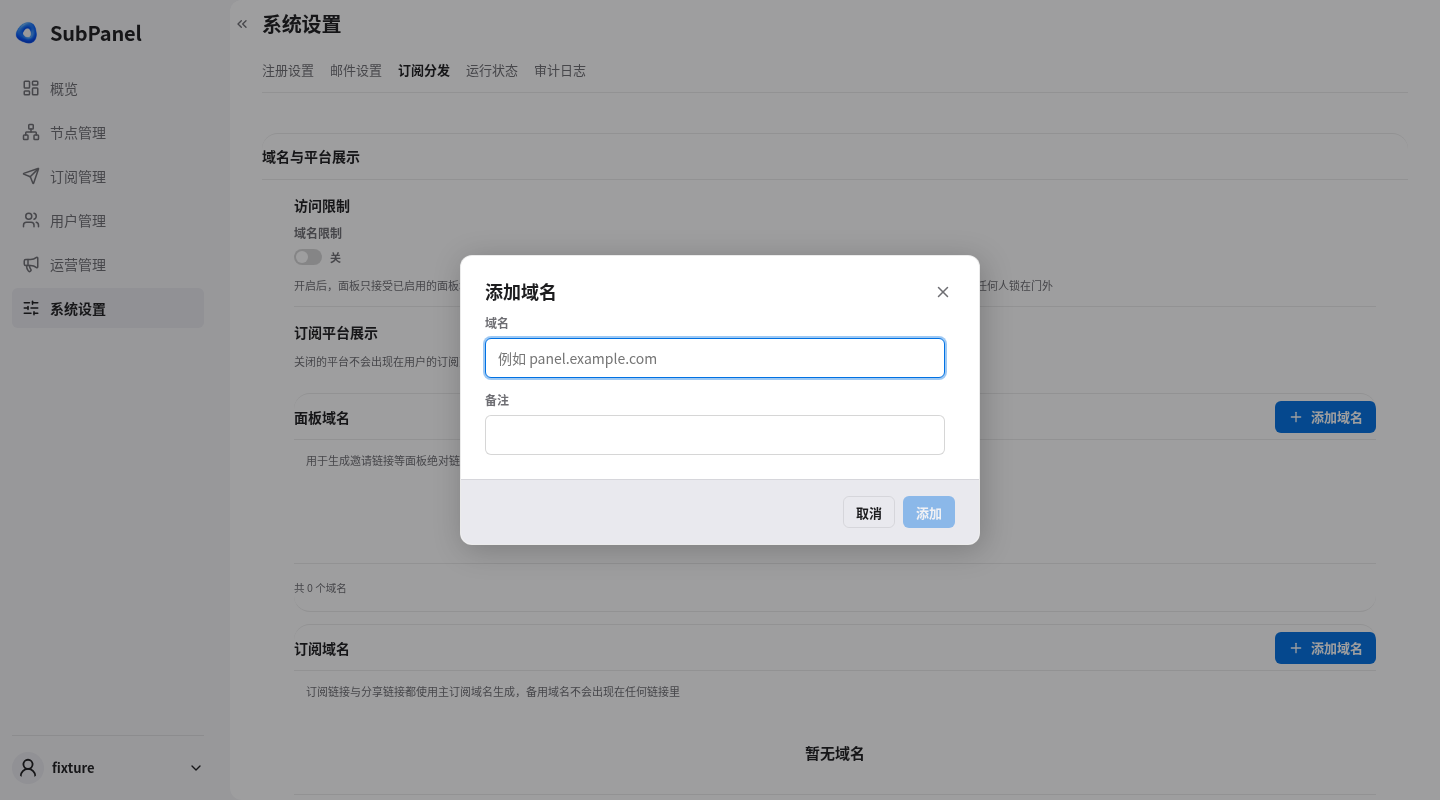 SubPanel
概览
节点管理
订阅管理
用户管理
运营管理
系统设置
fixture
系统设置
注册设置 邮件设置 订阅分发 运行状态 审计日志
域名与平台展示
访问限制
域名限制
关
开启后，面板只接受已启用的面板
任何人锁在门外
订阅平台展示
关闭的平台不会出现在用户的订阅
面板域名
添加域名
用于生成邀请链接等面板绝对链
共 0 个域名
订阅域名
添加域名
订阅链接与分享链接都使用主订阅域名生成，备用域名不会出现在任何链接里
暂无域名
添加域名
域名
例如 panel.example.com
备注
取消
添加